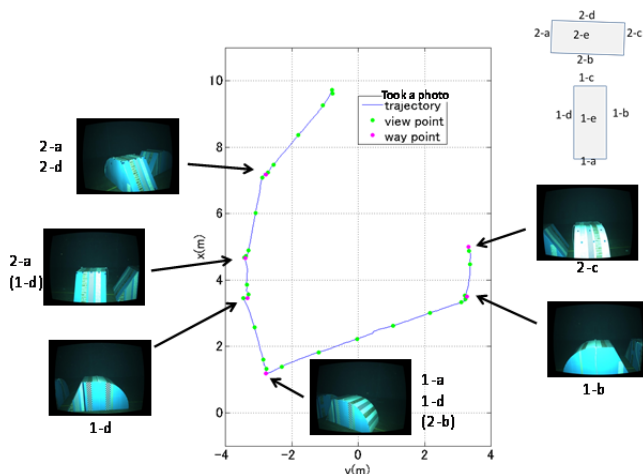 2-d
2-a
2-e
2-c
2-b
1-c
1-d
1-e
1-b
1-a
Took a photo
trajectory
view point
way point
2-a
2-d
2-a
(1-d)
1-d
1-a
1-d
(2-b)
2-c
1-b
10
8
6
4
2
0
x(m)
−4
−2
0
2
4
y(m)